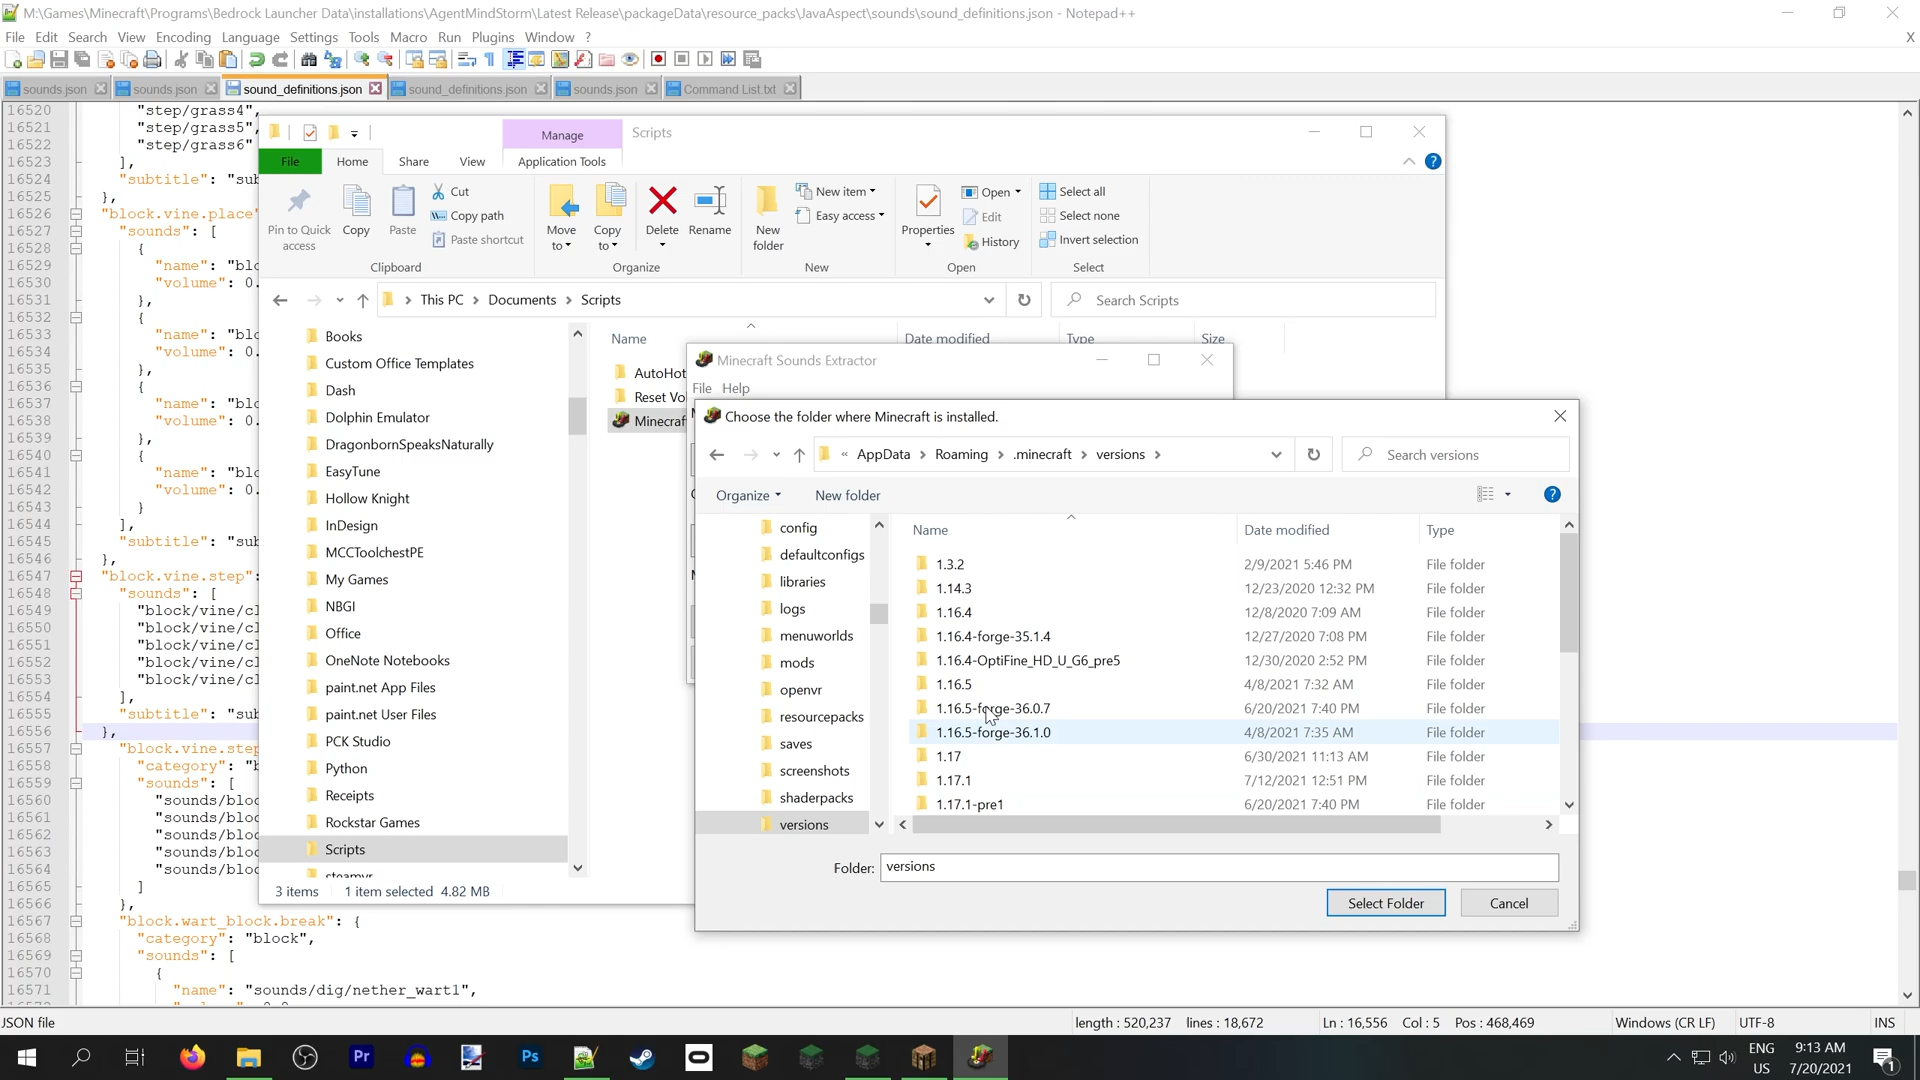 M:\Games\Minecraft\Programs\Bedrock Launcher Data\installations\AgentMindStorm\Latest Release\packageData\resource_packs\JavaAspect\sounds\sound_definitions.json - Notepad++
File Edit Search View Encoding Language Settings Tools Macro Run Plugins Window ? X
sounds.json sounds.json sound_definitions.json sound_definitions.json sounds.json Command List.txt
16520 "step/grass4",
16521 "step/grass5",
16522 "step/grass6"
16523 ],
16524 "subtitle": "sub
16525 },
16526 "block.vine.place"
16527 "sounds": [
16528 {
16529 "name": "blo
16530 "volume": 0.
16531 },
16532 {
16533 "name": "blo
16534 "volume": 0.
16535 },
16536 {
16537 "name": "blo
16538 "volume": 0.
16539 },
16540 {
16541 "name": "blo
16542 "volume": 0.
16543 }
16544 ],
16545 "subtitle": "sub
16546 },
16547 "block.vine.step":
16548 "sounds": [
16549 "block/vine/cl
16550 "block/vine/cl
16551 "block/vine/cl
16552 "block/vine/cl
16553 "block/vine/cl
16554 ],
16555 "subtitle": "sub
16556 },
16557 "block.vine.step
16558 "category": "b
16559 "sounds": [
16560 "sounds/bloc
16561 "sounds/bloc
16562 "sounds/bloc
16563 "sounds/bloc
16564 "sounds/bloc
16565 ]
16566 },
16567 "block.wart_block.break": {
16568 "category": "block",
16569 "sounds": [
16570 {
16571 "name": "sounds/dig/nether_wart1",
Manage Scripts
File Home Share View Application Tools
Pin to Quick access
Copy
Paste
Cut
Copy path
Paste shortcut
Clipboard
Move to
Copy to
Delete
Rename
Organize
New folder
New item
Easy access
New
Properties
Open
Edit
History
Open
Select all
Select none
Invert selection
Select
This PC Documents Scripts
Search Scripts
Books
Custom Office Templates
Dash
Dolphin Emulator
DragonbornSpeaksNaturally
EasyTune
Hollow Knight
InDesign
MCCToolchestPE
My Games
NBGI
Office
OneNote Notebooks
paint.net App Files
paint.net User Files
PCK Studio
Python
Receipts
Rockstar Games
Scripts
steamvr
Name Date modified Type Size
AutoHot
Reset Vo
Minecraf
3 items 1 item selected 4.82 MB
Minecraft Sounds Extractor
File Help
Choose the folder where Minecraft is installed.
« AppData Roaming .minecraft versions
Search versions
Organize New folder
config
defaultconfigs
libraries
logs
menuworlds
mods
openvr
resourcepacks
saves
screenshots
shaderpacks
versions
Name Date modified Type
1.3.2 2/9/2021 5:46 PM File folder
1.14.3 12/23/2020 12:32 PM File folder
1.16.4 12/8/2020 7:09 AM File folder
1.16.4-forge-35.1.4 12/27/2020 7:08 PM File folder
1.16.4-OptiFine_HD_U_G6_pre5 12/30/2020 2:52 PM File folder
1.16.5 4/8/2021 7:32 AM File folder
1.16.5-forge-36.0.7 6/20/2021 7:40 PM File folder
1.16.5-forge-36.1.0 4/8/2021 7:35 AM File folder
1.17 6/30/2021 11:13 AM File folder
1.17.1 7/12/2021 12:51 PM File folder
1.17.1-pre1 6/20/2021 7:40 PM File folder
Folder: versions
Select Folder Cancel
JSON file length : 520,237 lines : 18,672 Ln : 16,556 Col : 5 Pos : 468,469 Windows (CR LF) UTF-8 INS
Pr Ps
ENG US
9:13 AM
7/20/2021
1